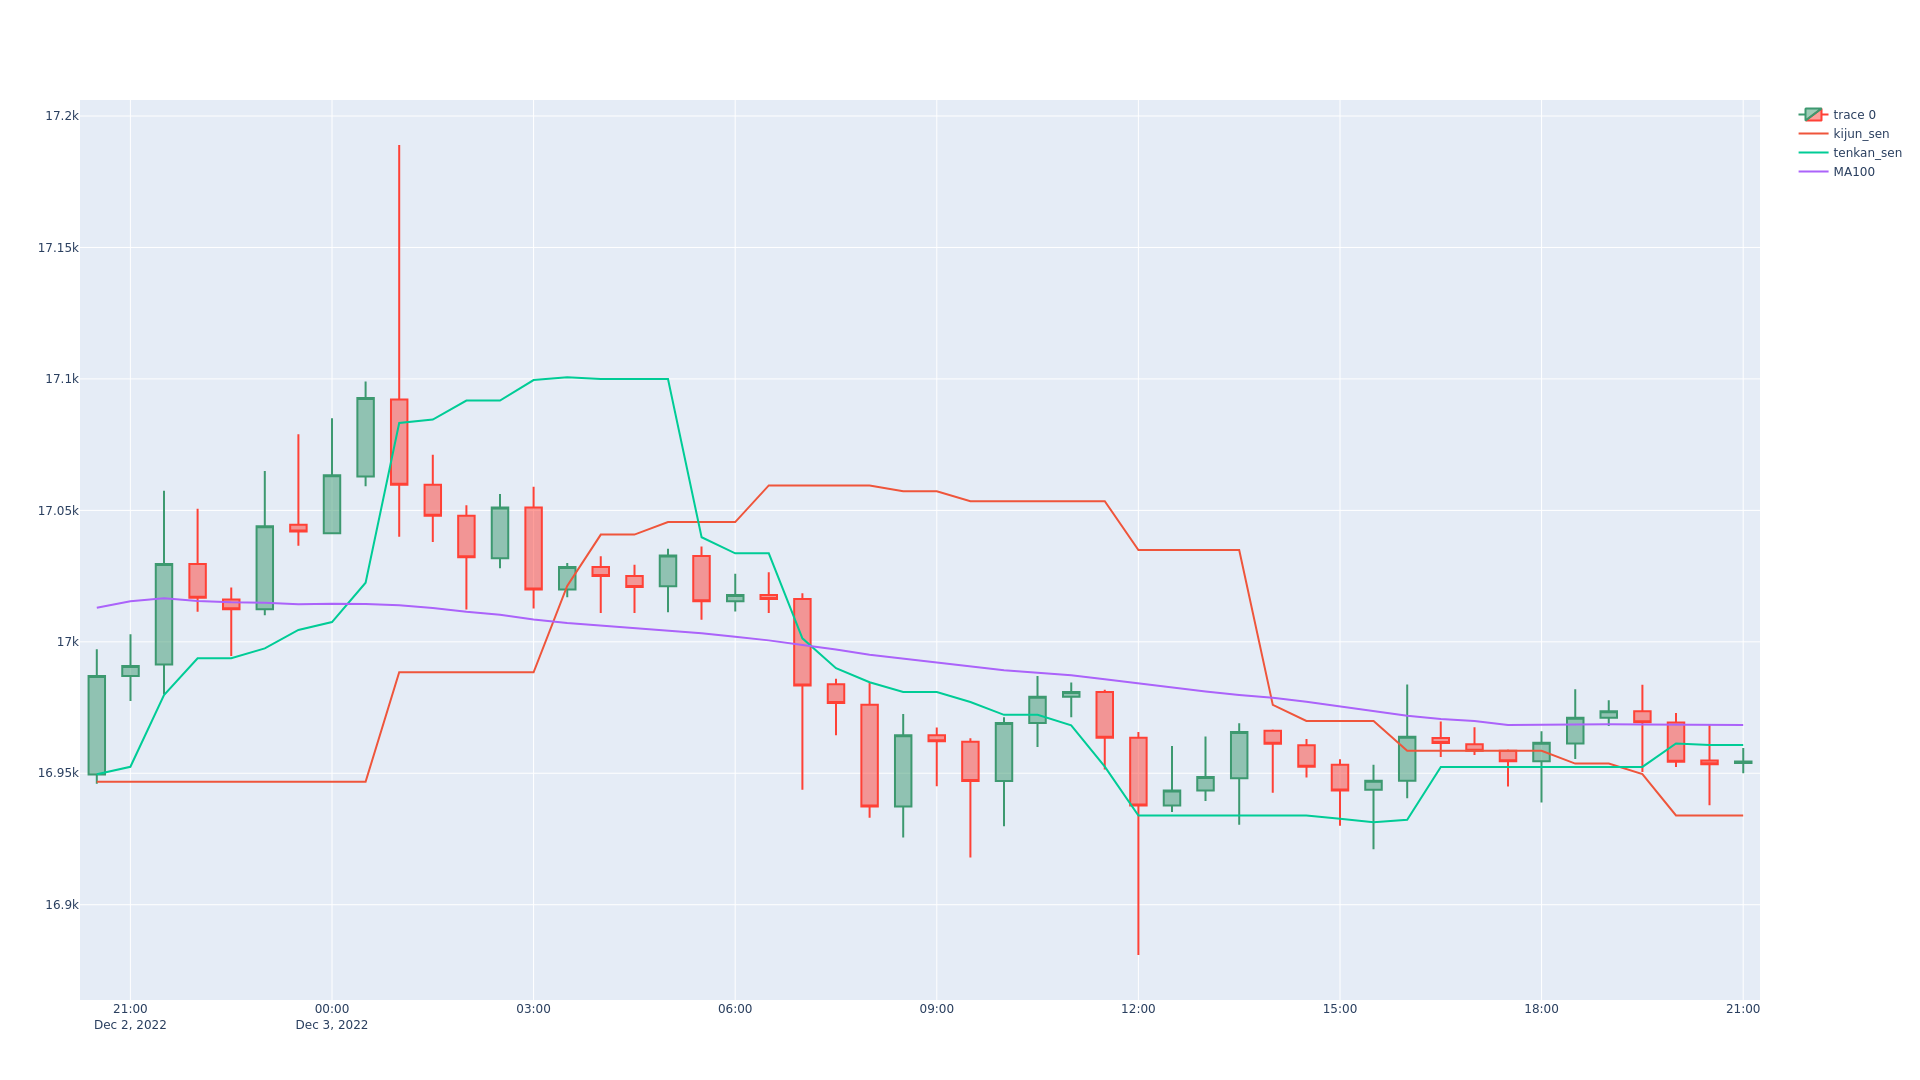 17.2k
17.15k
17.1k
17.05k
17k
16.95k
16.9k
21:00
Dec 2, 2022
00:00
Dec 3, 2022
03:00
06:00
09:00
12:00
15:00
18:00
21:00
trace 0
kijun_sen
tenkan_sen
MA100